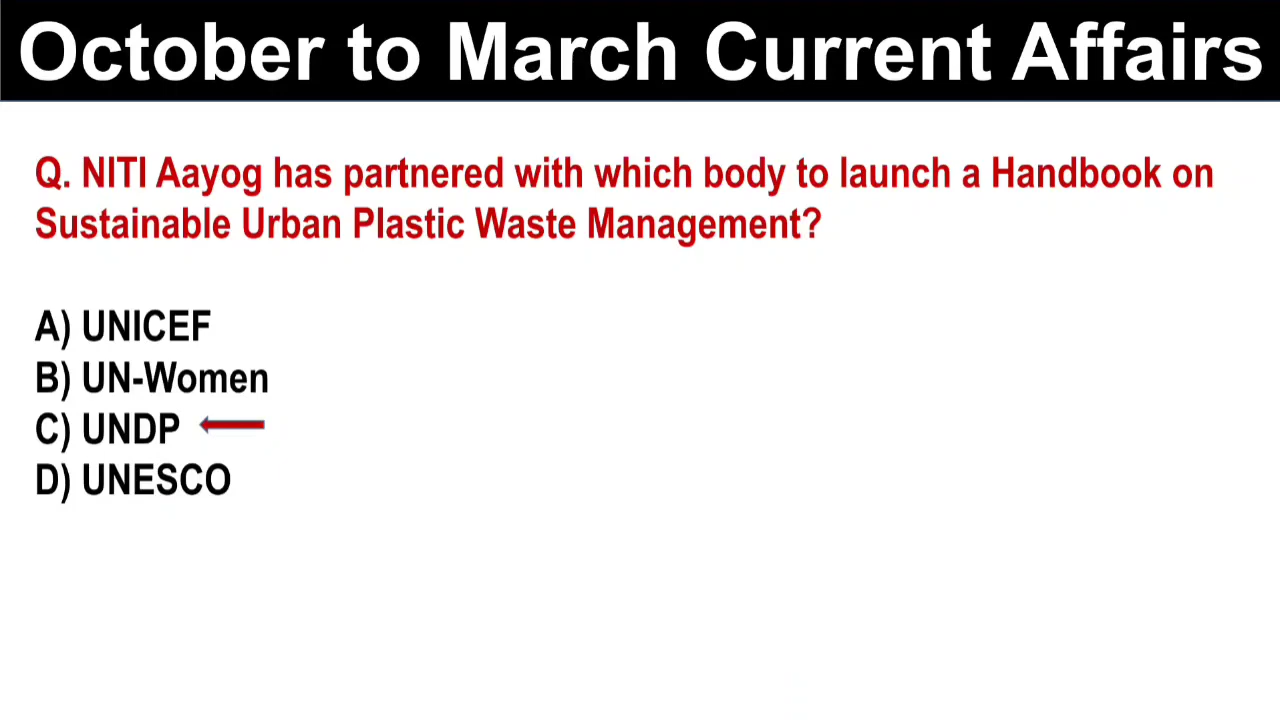 October to March Current Affairs
Q. NITI Aayog has partnered with which body to launch a Handbook on
Sustainable Urban Plastic Waste Management?
A) UNICEF
B) UN-Women
C) UNDP
D) UNESCO